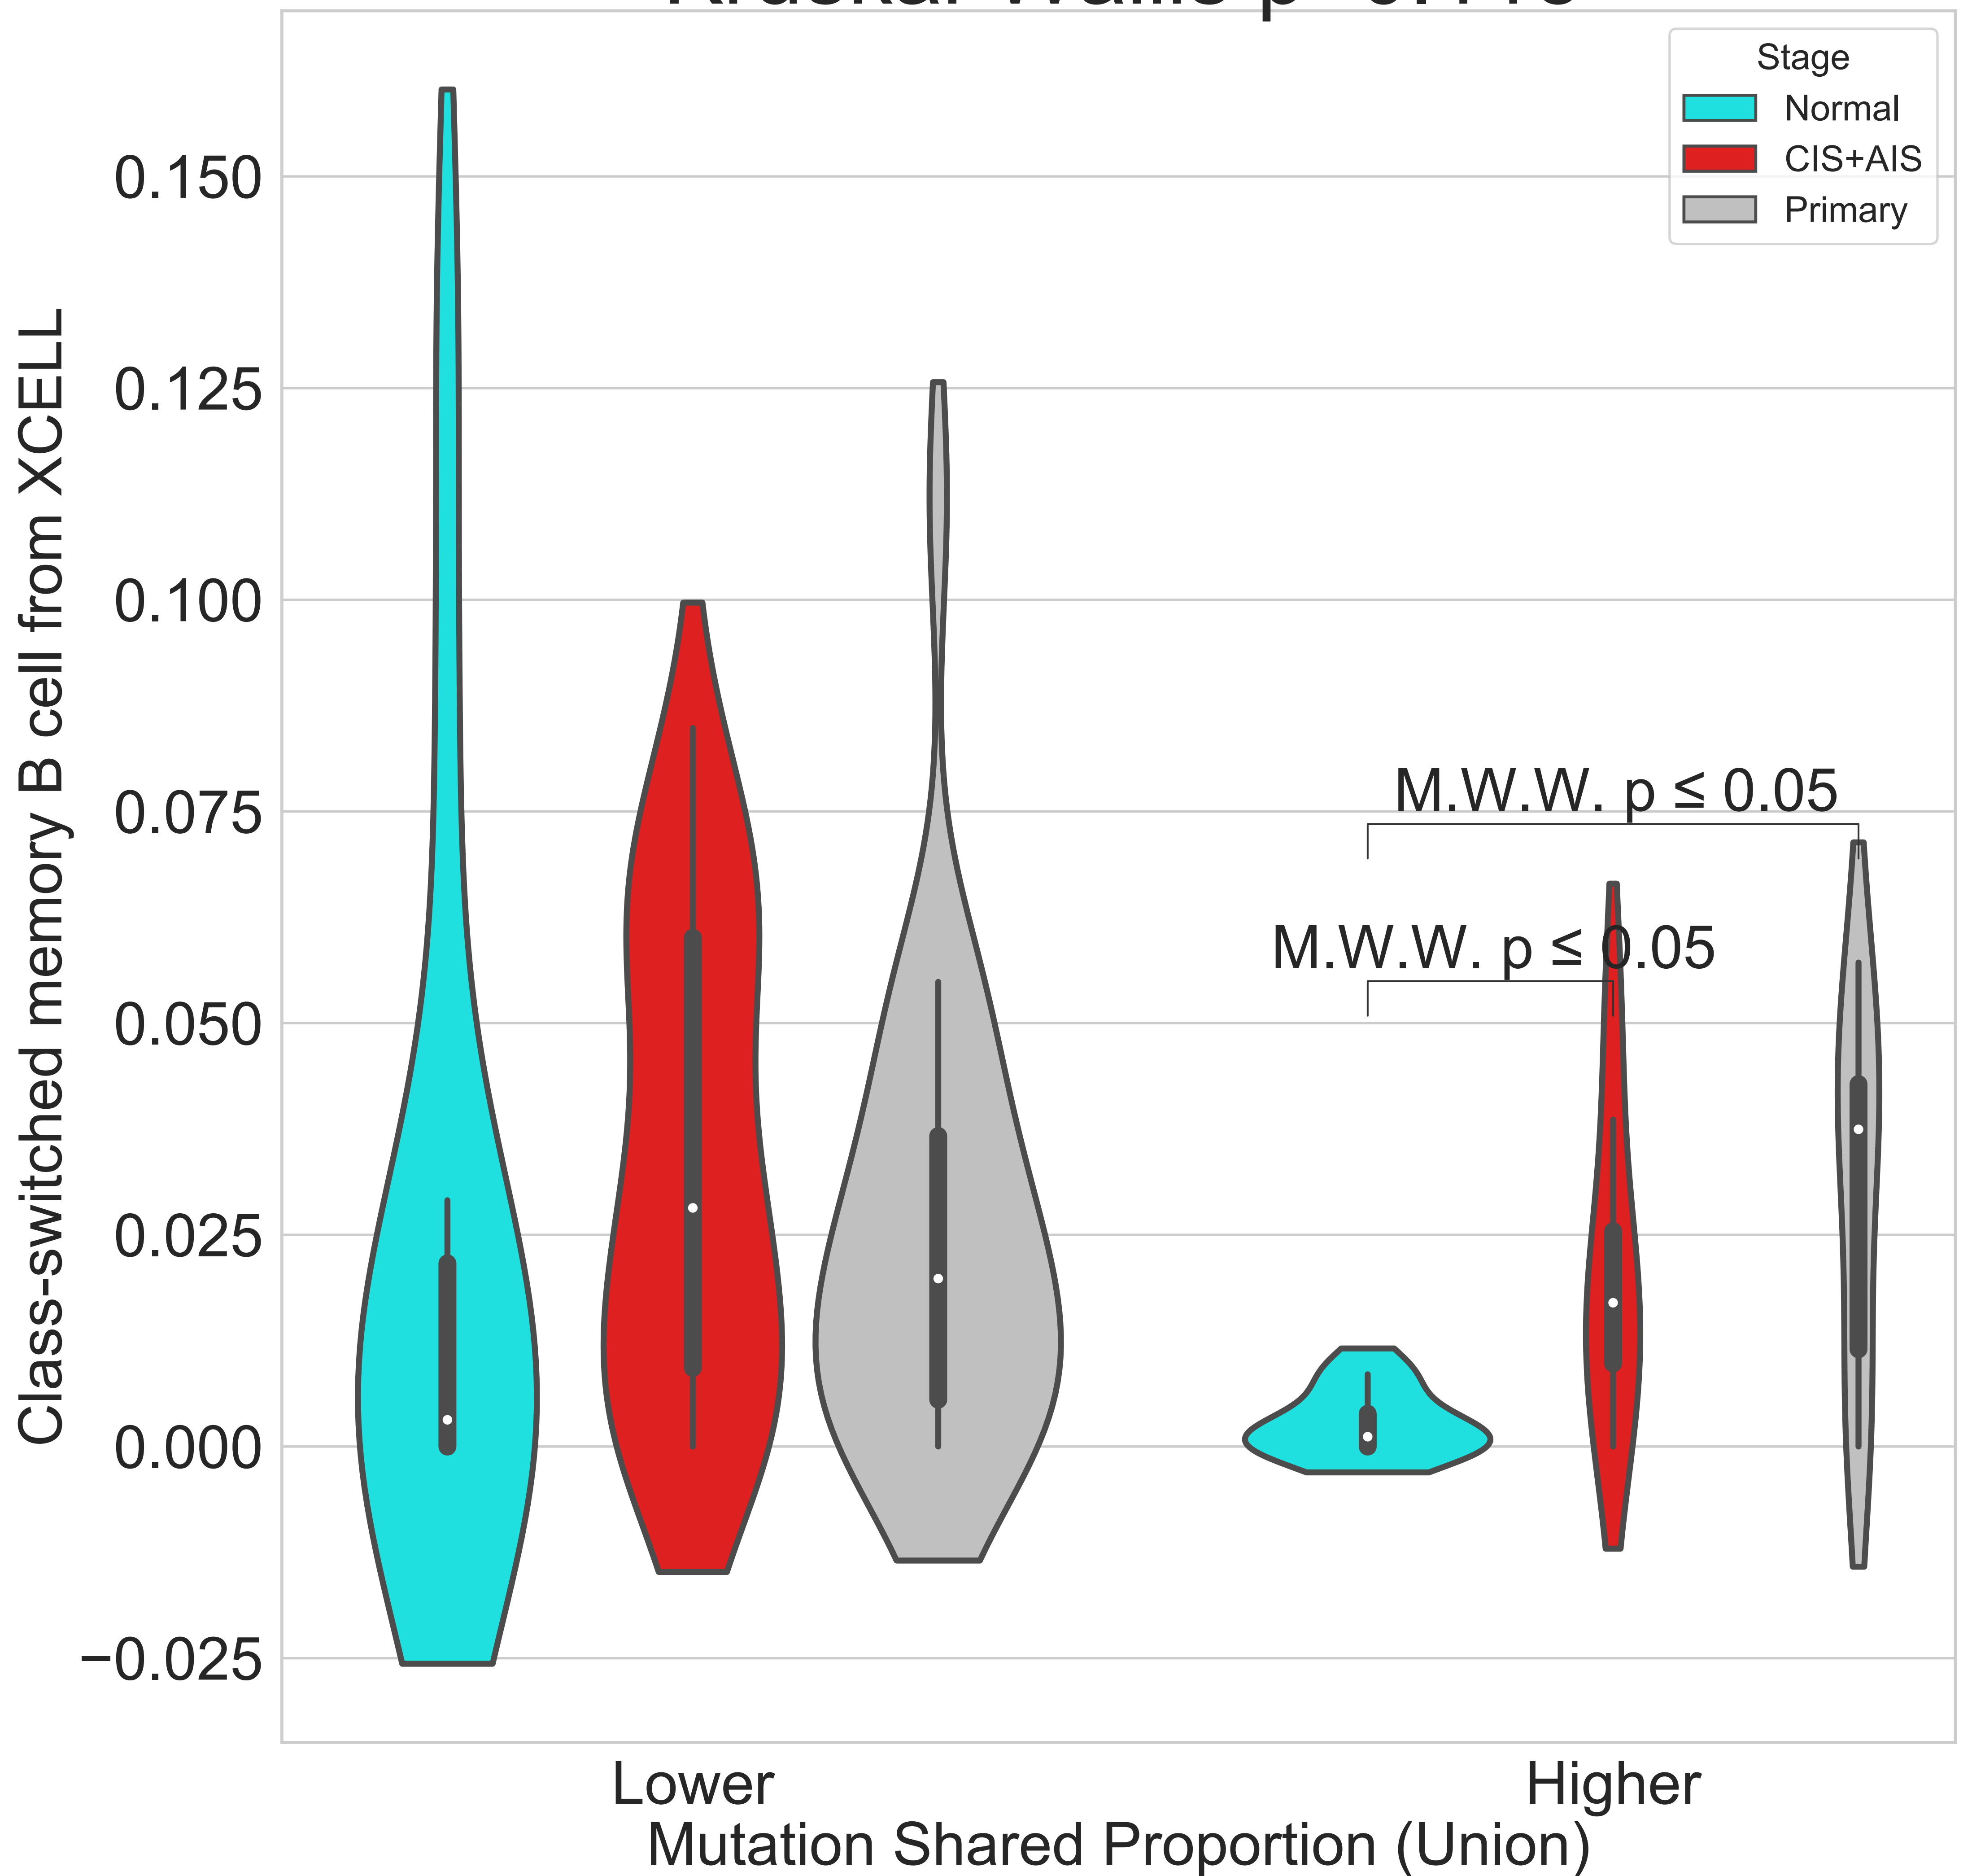 Stage
Normal
CIS+AIS
Primary
0.150
0.125
0.100
0.075
0.050
0.025
0.000
−0.025
Class-switched memory B cell from XCELL
M.W.W. p ≤ 0.05
M.W.W. p ≤ 0.05
Lower
Higher
Mutation Shared Proportion (Union)